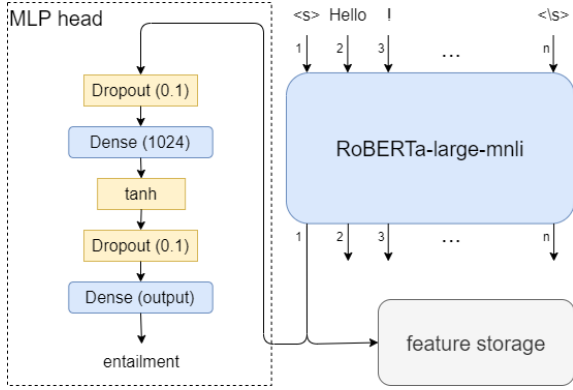 MLP head
Dropout (0.1)
Dense (1024)
tanh
Dropout (0.1)
Dense (output)
entailment
<s> Hello ! <\s>
1 2 3 ... n
RoBERTa-large-mnli
1 2 3 ... n
feature storage